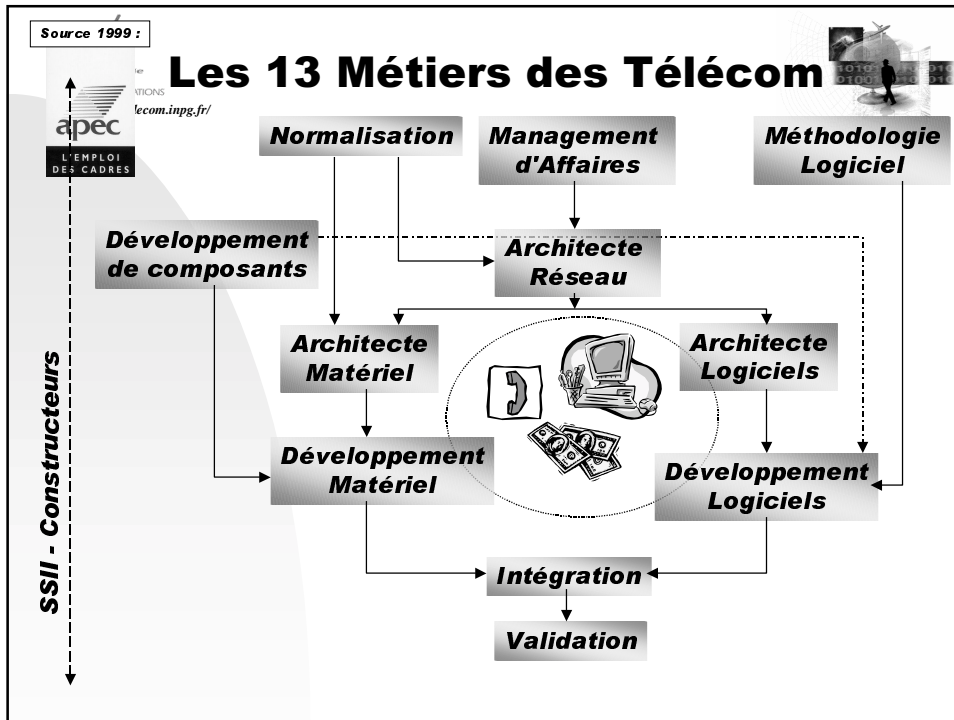 Source 1999 :
Les 13 Métiers des Télécom
ATIONS
lecom.inpg.fr/
apec
L'EMPLOI
DES CADRES
Normalisation
Management
d'Affaires
Méthodologie
Logiciel
Développement
de composants
Architecte
Réseau
Architecte
Matériel
Architecte
Logiciels
Développement
Matériel
Développement
Logiciels
Intégration
Validation
SSII - Constructeurs